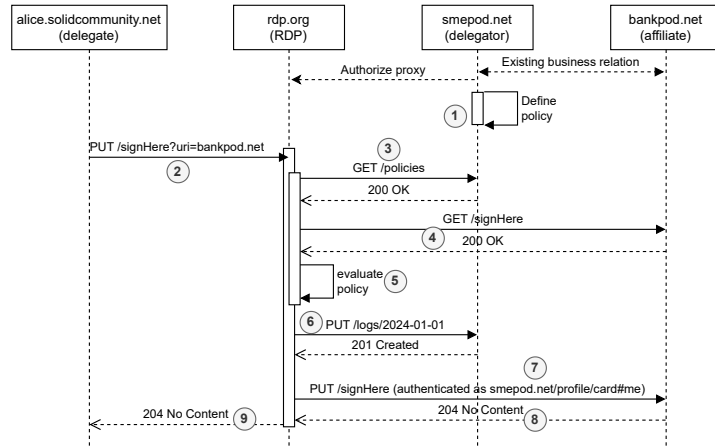 alice.solidcommunity.net
(delegate)
rdp.org
(RDP)
smepod.net
(delegator)
bankpod.net
(affiliate)
Authorize proxy
Existing business relation
1
Define
policy
PUT /signHere?uri=bankpod.net
2
3
GET /policies
200 OK
GET /signHere
4
200 OK
evaluate
policy
5
6
PUT /logs/2024-01-01
201 Created
7
PUT /signHere (authenticated as smepod.net/profile/card#me)
204 No Content
8
204 No Content
9